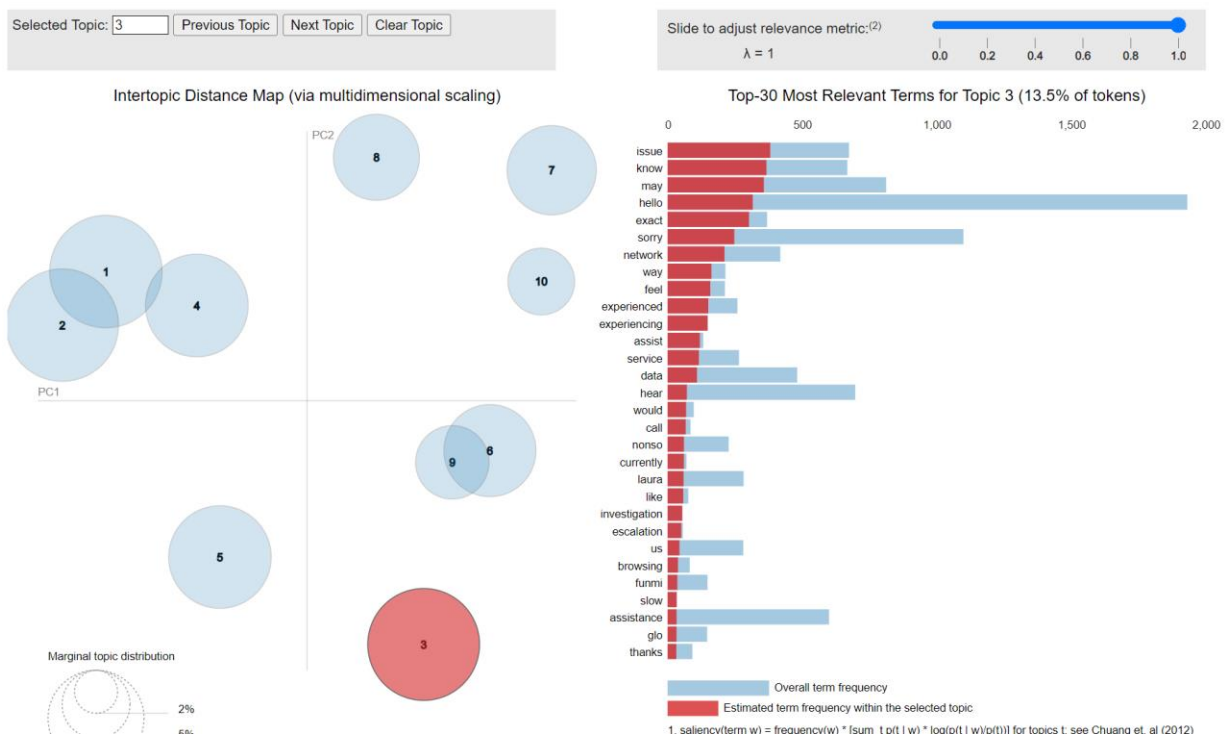 Selected Topic: 3 Previous Topic Next Topic Clear Topic
Slide to adjust relevance metric:(2)
λ = 1
0.0 0.2 0.4 0.6 0.8 1.0
Intertopic Distance Map (via multidimensional scaling)
PC2
PC1
8
7
1
10
4
2
6
9
5
3
Marginal topic distribution
2%
5%
Top-30 Most Relevant Terms for Topic 3 (13.5% of tokens)
0 500 1,000 1,500 2,000
issue
know
may
hello
exact
sorry
network
way
feel
experienced
experiencing
assist
service
data
hear
would
call
nonso
currently
laura
like
investigation
escalation
us
browsing
funmi
slow
assistance
glo
thanks
Overall term frequency
Estimated term frequency within the selected topic
1. saliency(term w) = frequency(w) * [sum_t p(t | w) * log(p(t | w)/p(t))] for topics t; see Chuang et. al (2012)